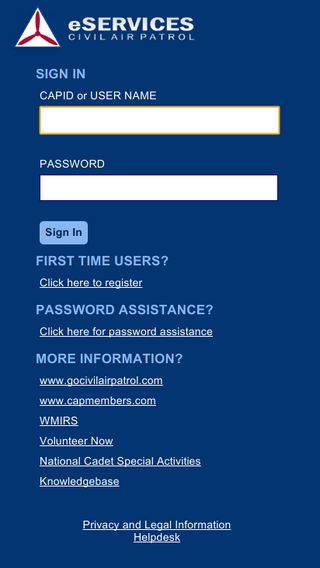 eSERVICES
CIVIL AIR PATROL
SIGN IN
CAPID or USER NAME
PASSWORD
Sign In
FIRST TIME USERS?
Click here to register
PASSWORD ASSISTANCE?
Click here for password assistance
MORE INFORMATION?
www.gocivilairpatrol.com
www.capmembers.com
WMIRS
Volunteer Now
National Cadet Special Activities
Knowledgebase
Privacy and Legal Information
Helpdesk